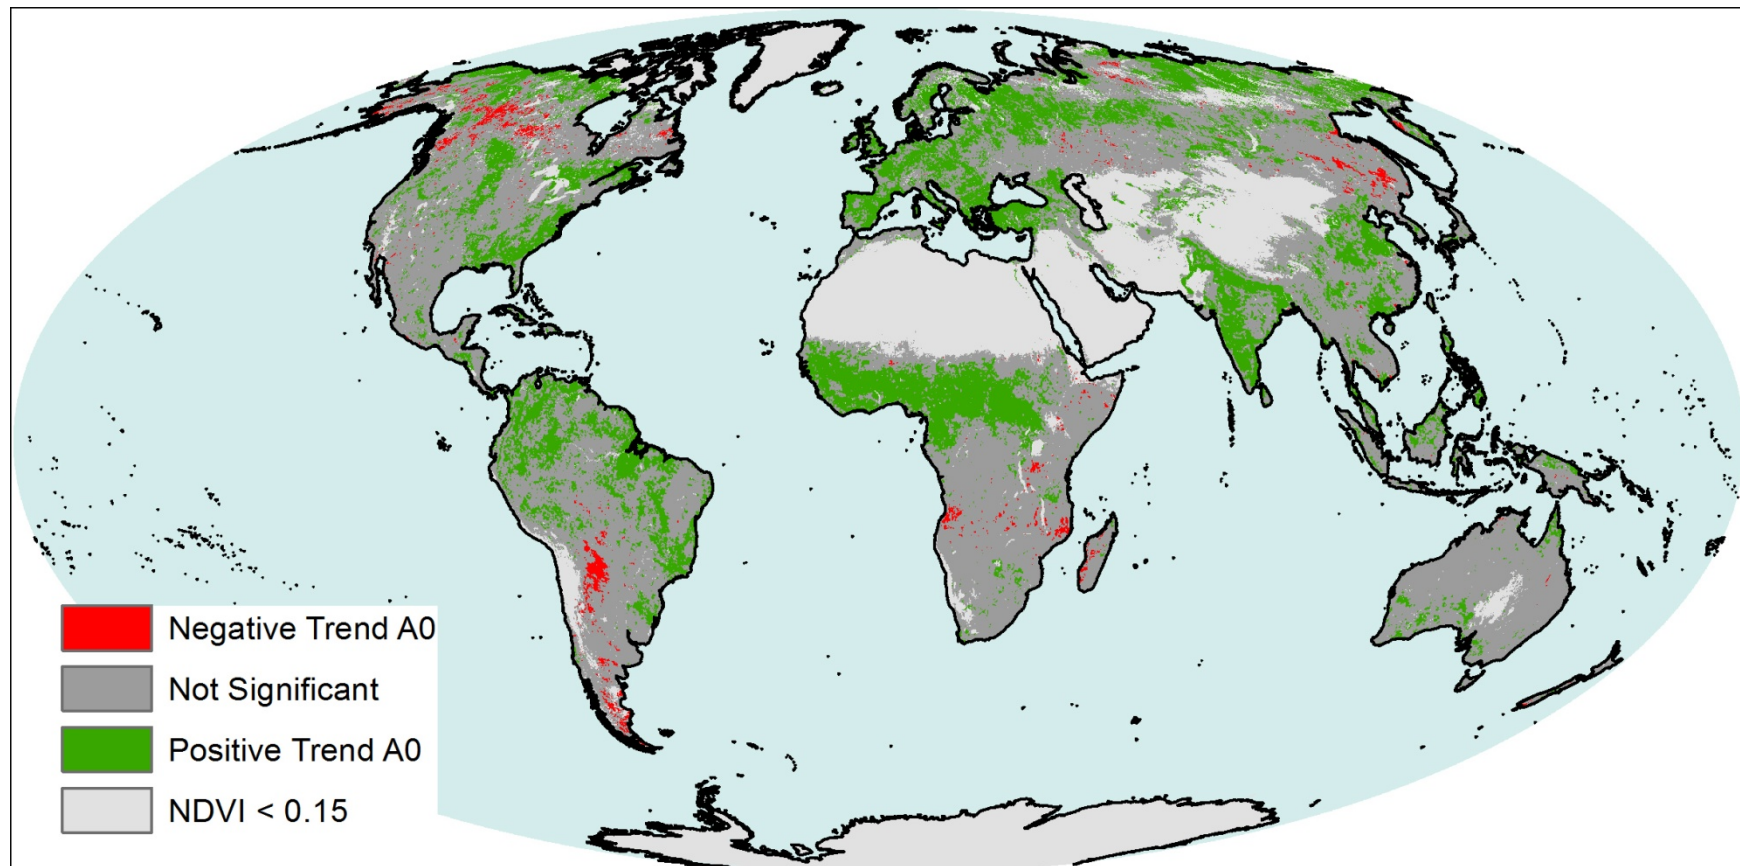 Negative Trend A0
Not Significant
Positive Trend A0
NDVI < 0.15